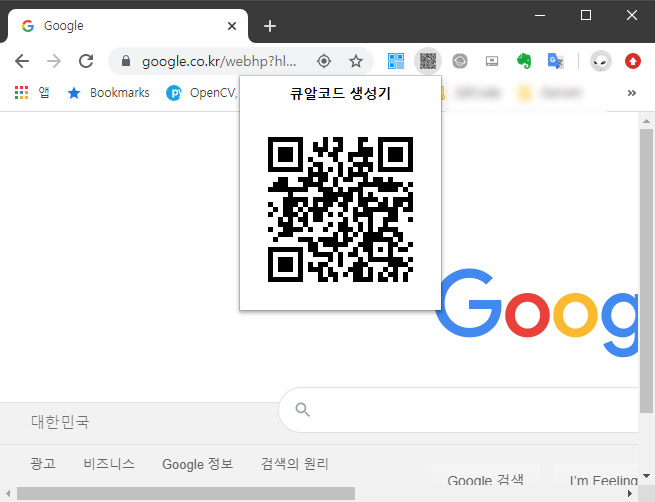 Google
google.co.kr/webhp?hl...
앱 Bookmarks OpenCV,
큐알코드 생성기
Goog
대한민국
광고 비즈니스 Google 정보 검색의 원리
Google 검색 I'm Feeling